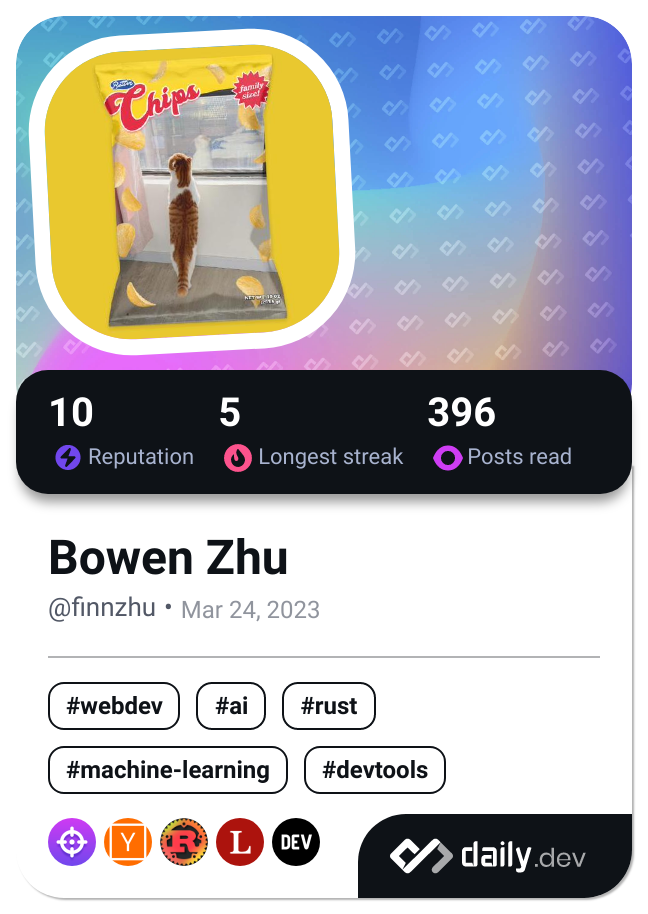 Chips
family
size!
10
5
396
Reputation
Longest streak
Posts read
Bowen Zhu
@finnzhu • Mar 24, 2023
#webdev
#ai
#rust
#machine-learning
#devtools
Y
R
L
DEV
daily.dev